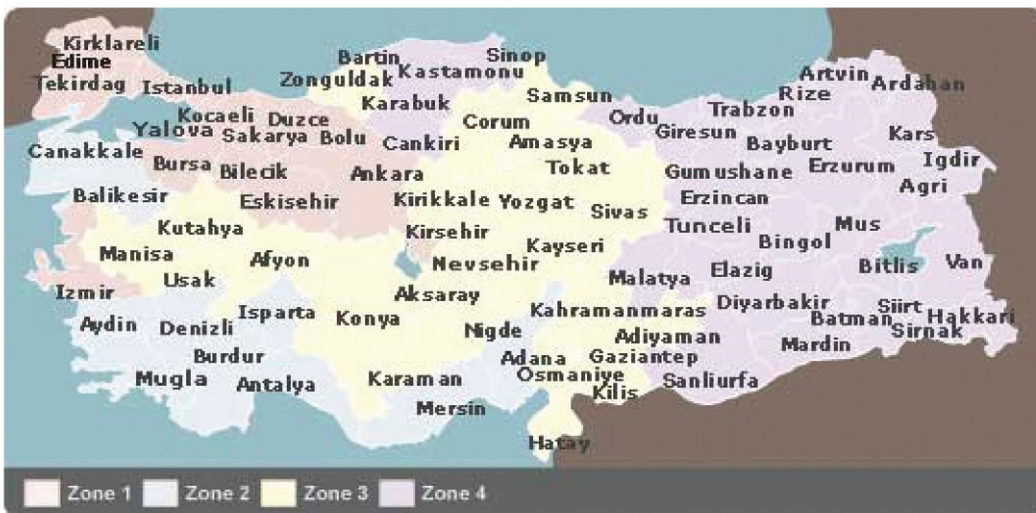 Kirklareli
Edime
Tekirdag
Istanbul
Bartin
Sinop
Zonguldak
Kastamonu
Karabuk
Samsun
Artvin
Ardahan
Rize
Trabzon
Ordu
Giresun
Kocaeli
Duzce
Yalova
Sakarya
Bolu
Cankiri
Corum
Amasya
Bayburt
Kars
Canakkale
Bursa
Bilecik
Ankara
Tokat
Gumushane
Erzurum
Igdir
Agri
Balikesir
Eskisehir
Kirikkale
Yozgat
Sivas
Erzincan
Kutahya
Kirsehir
Tunceli
Mus
Manisa
Afyon
Kayseri
Bingol
Nevsehir
Usak
Malatya
Elazig
Bitlis
Van
Izmir
Aksaray
Aydin
Denizli
Isparta
Konya
Nigde
Kahramanmaras
Diyarbakir
Siirt
Batman
Hakkari
Sirnak
Adiyaman
Mardin
Burdur
Adana
Gaziantep
Mugla
Antalya
Karaman
Osmaniye
Sanliurfa
Kilis
Mersin
Hatay
Zone 1
Zone 2
Zone 3
Zone 4